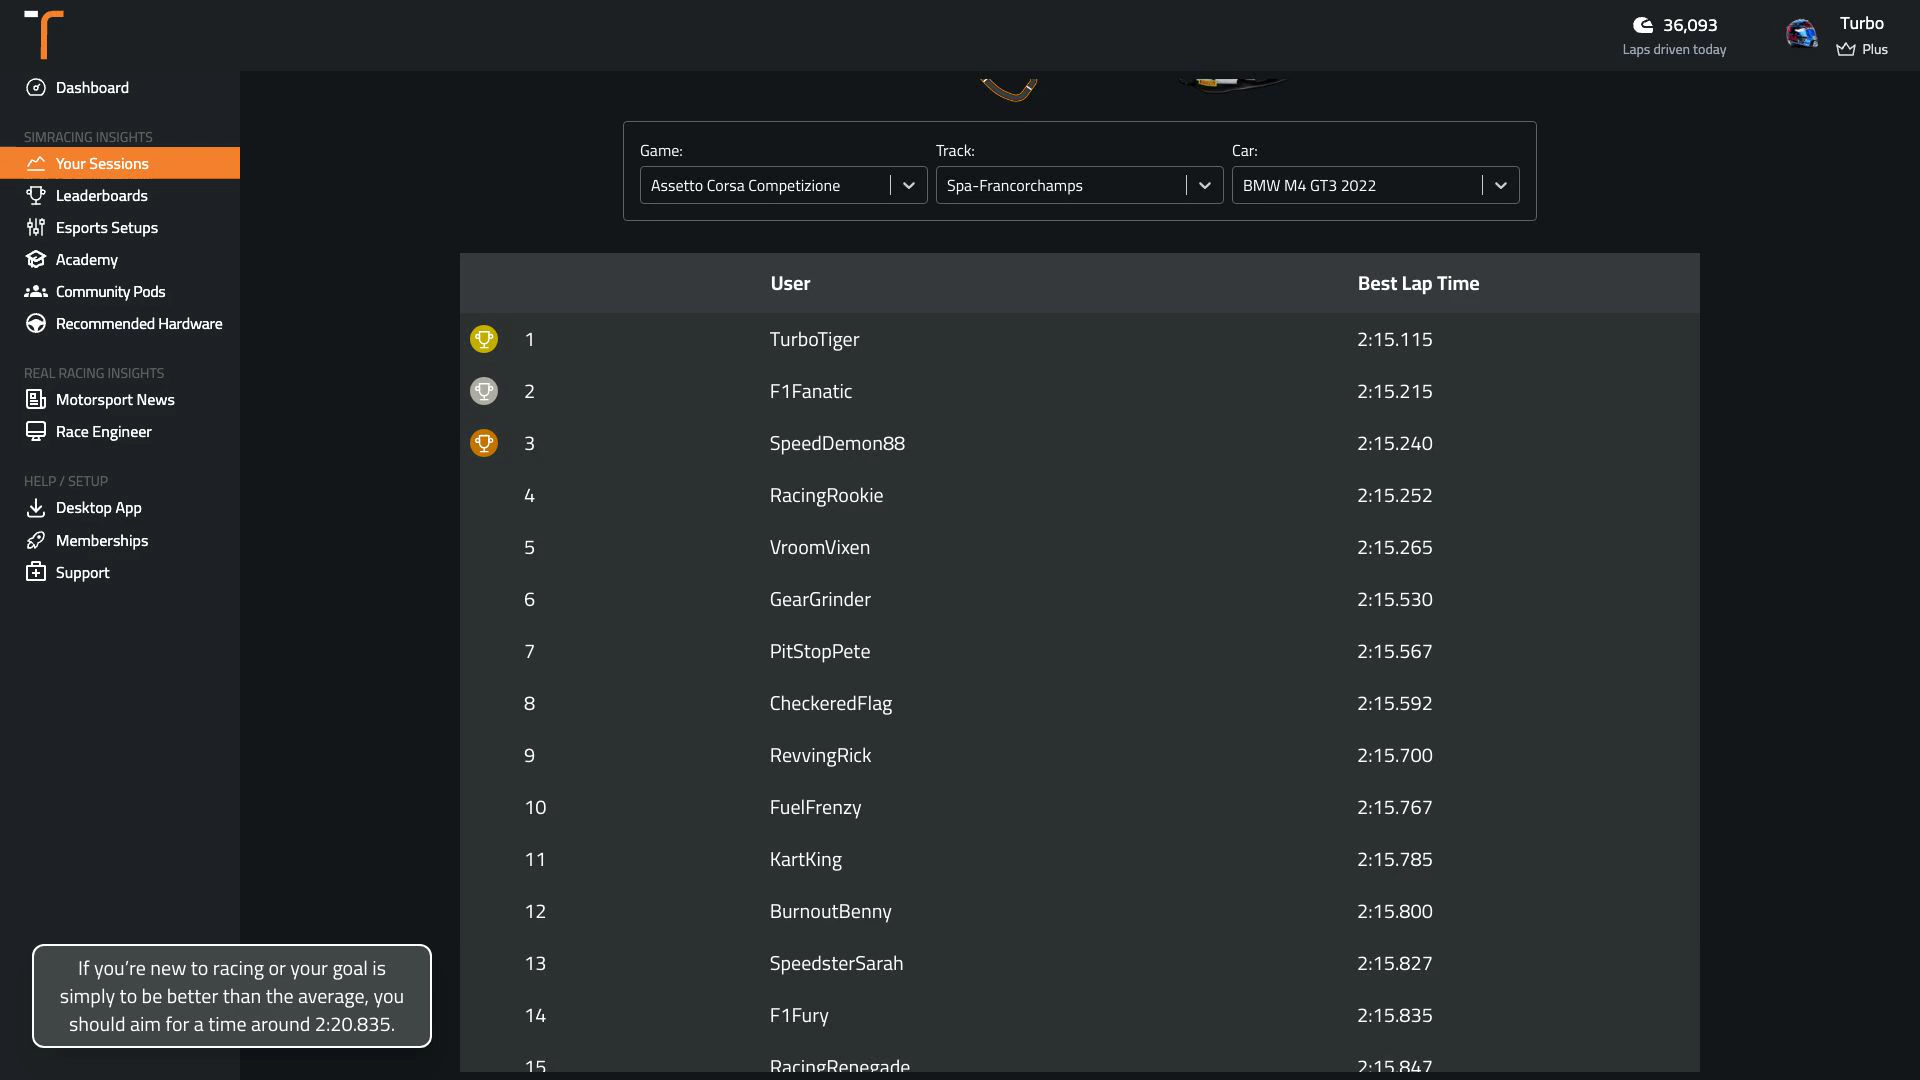 36,093
Laps driven today
Turbo
Plus
Dashboard
SIMRACING INSIGHTS
Your Sessions
Leaderboards
Esports Setups
Academy
Community Pods
Recommended Hardware
REAL RACING INSIGHTS
Motorsport News
Race Engineer
HELP / SETUP
Desktop App
Memberships
Support
Game: Track: Car:
Assetto Corsa Competizione Spa-Francorchamps BMW M4 GT3 2022
User Best Lap Time
1 TurboTiger 2:15.115
2 F1Fanatic 2:15.215
3 SpeedDemon88 2:15.240
4 RacingRookie 2:15.252
5 VroomVixen 2:15.265
6 GearGrinder 2:15.530
7 PitStopPete 2:15.567
8 CheckeredFlag 2:15.592
9 RevvingRick 2:15.700
10 FuelFrenzy 2:15.767
11 KartKing 2:15.785
12 BurnoutBenny 2:15.800
13 SpeedsterSarah 2:15.827
14 F1Fury 2:15.835
15 RacingRenegade 2:15.847
If you’re new to racing or your goal is
simply to be better than the average, you
should aim for a time around 2:20.835.